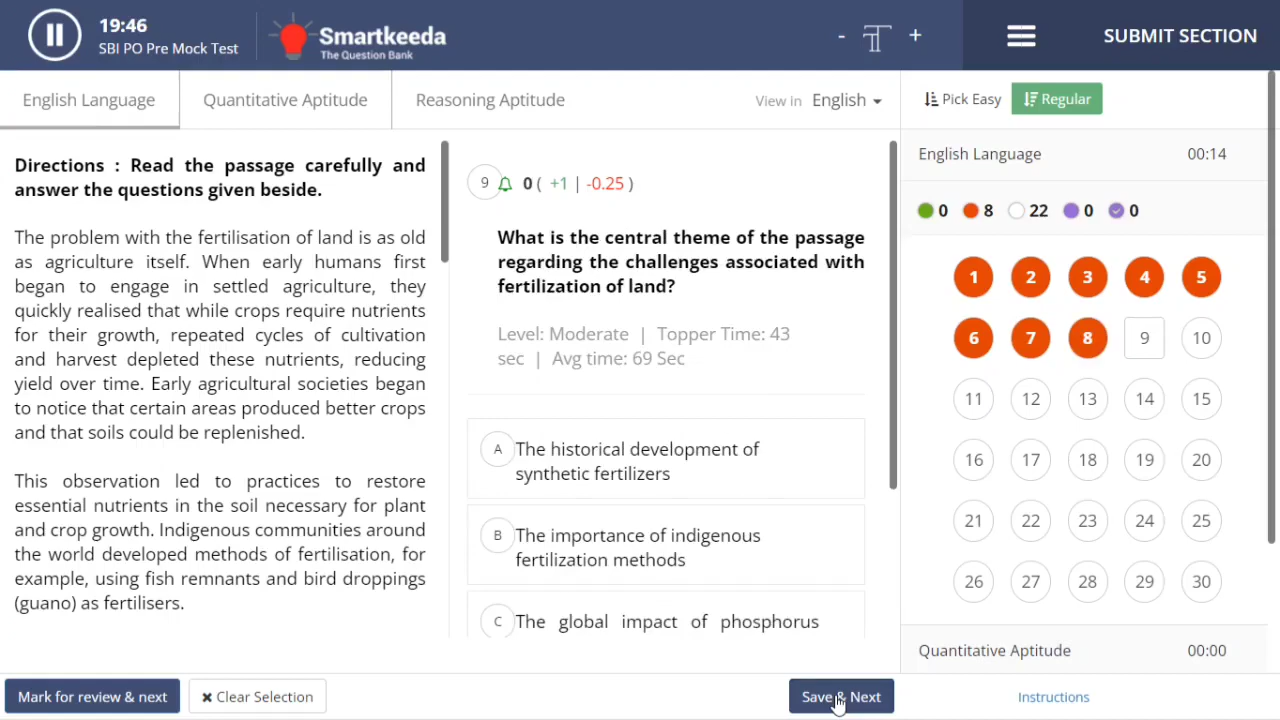 19:46
SBI PO Pre Mock Test
Smartkeeda
The Question Bank
- T +
SUBMIT SECTION
English Language
Quantitative Aptitude
Reasoning Aptitude
View In English
Pick Easy
Regular
Directions : Read the passage carefully and
answer the questions given beside.
The problem with the fertilisation of land is as old
as agriculture itself. When early humans first
began to engage in settled agriculture, they
quickly realised that while crops require nutrients
for their growth, repeated cycles of cultivation
and harvest depleted these nutrients, reducing
yield over time. Early agricultural societies began
to notice that certain areas produced better crops
and that soils could be replenished.
This observation led to practices to restore
essential nutrients in the soil necessary for plant
and crop growth. Indigenous communities around
the world developed methods of fertilisation, for
example, using fish remnants and bird droppings
(guano) as fertilisers.
9 0 ( +1 | -0.25 )
What is the central theme of the passage
regarding the challenges associated with
fertilization of land?
Level: Moderate | Topper Time: 43
sec | Avg time: 69 Sec
A The historical development of
synthetic fertilizers
B The importance of indigenous
fertilization methods
C The global impact of phosphorus
English Language 00:14
0 8 22 0 0
1 2 3 4 5
6 7 8 9 10
11 12 13 14 15
16 17 18 19 20
21 22 23 24 25
26 27 28 29 30
Quantitative Aptitude 00:00
Mark for review & next
Clear Selection
Save & Next
Instructions